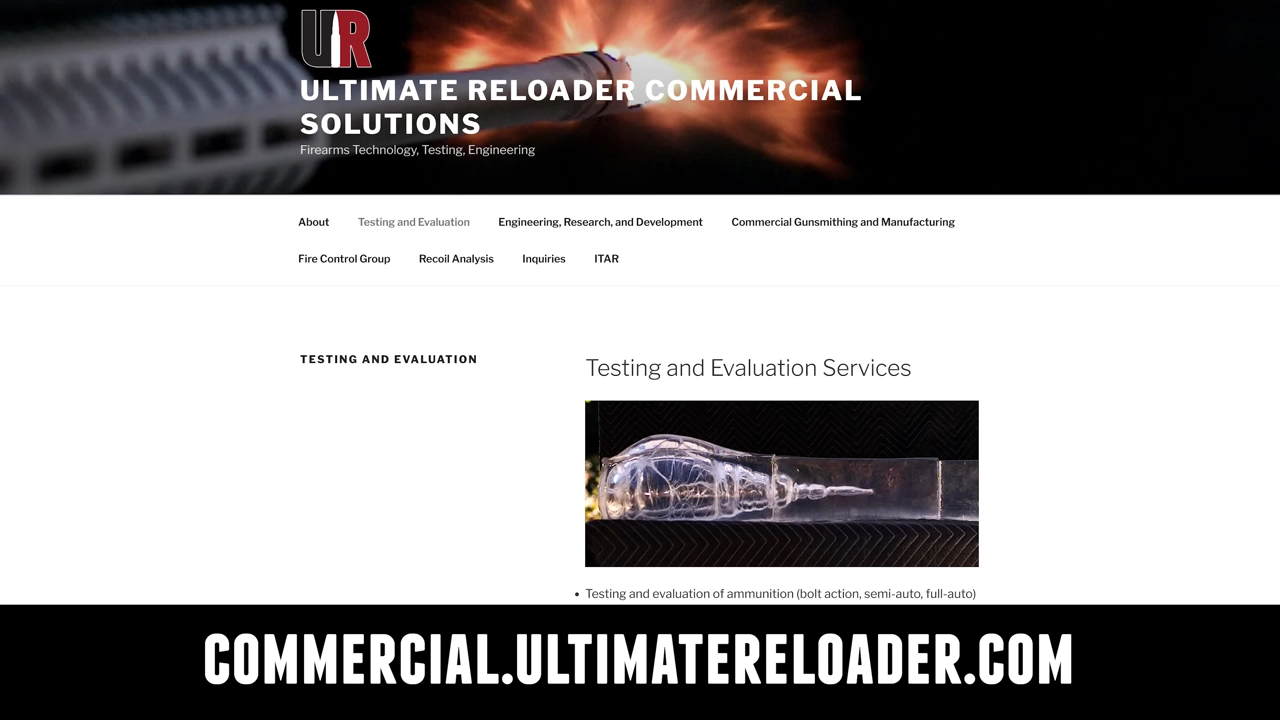 UR
ULTIMATE RELOADER COMMERCIAL
SOLUTIONS
Firearms Technology, Testing, Engineering
About Testing and Evaluation Engineering, Research, and Development Commercial Gunsmithing and Manufacturing
Fire Control Group Recoil Analysis Inquiries ITAR
TESTING AND EVALUATION
Testing and Evaluation Services
• Testing and evaluation of ammunition (bolt action, semi-auto, full-auto)
COMMERCIAL.ULTIMATERELOADER.COM